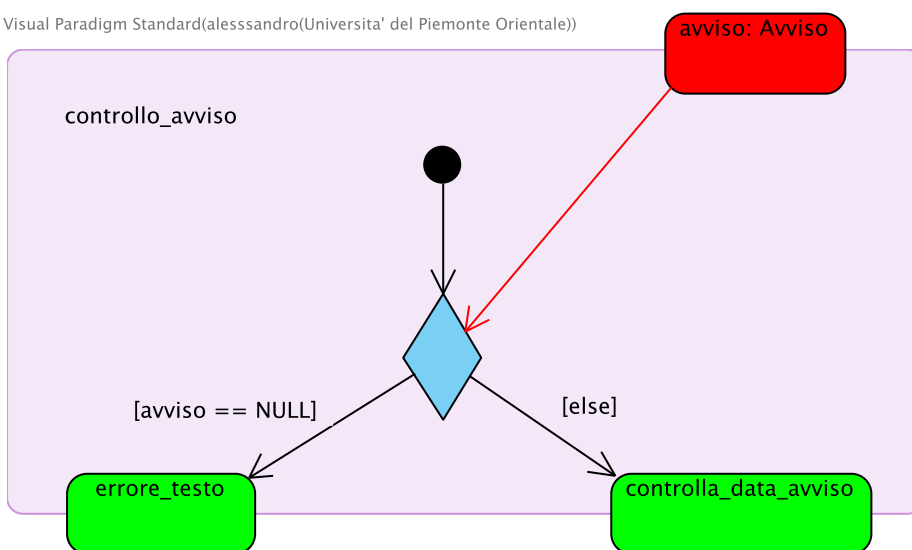 Visual Paradigm Standard(alesssandro(Universita' del Piemonte Orientale))
avviso: Avviso
controllo_avviso
[avviso == NULL]
[else]
errore_testo
controlla_data_avviso